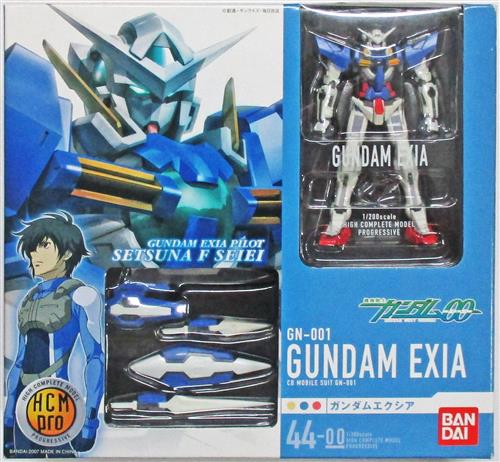 ©創通・サンライズ・毎日放送
GUNDAM EXIA PILOT
SETSUNA F SEIEI
HIGH COMPLETE MODEL
HCM
pro
PROGRESSIVE
BANDAI 2007 MADE IN CHINA
GUNDAM EXIA
1/200scale
HIGH COMPLETE MODEL
PROGRESSIVE
機動戦士
ガンダム00
GN-001
GUNDAM EXIA
CB MOBILE SUIT GN-001
ガンダムエクシア
44-00
1/200scale
HIGH COMPLETE MODEL
PROGRESSIVE
BAN
DAI